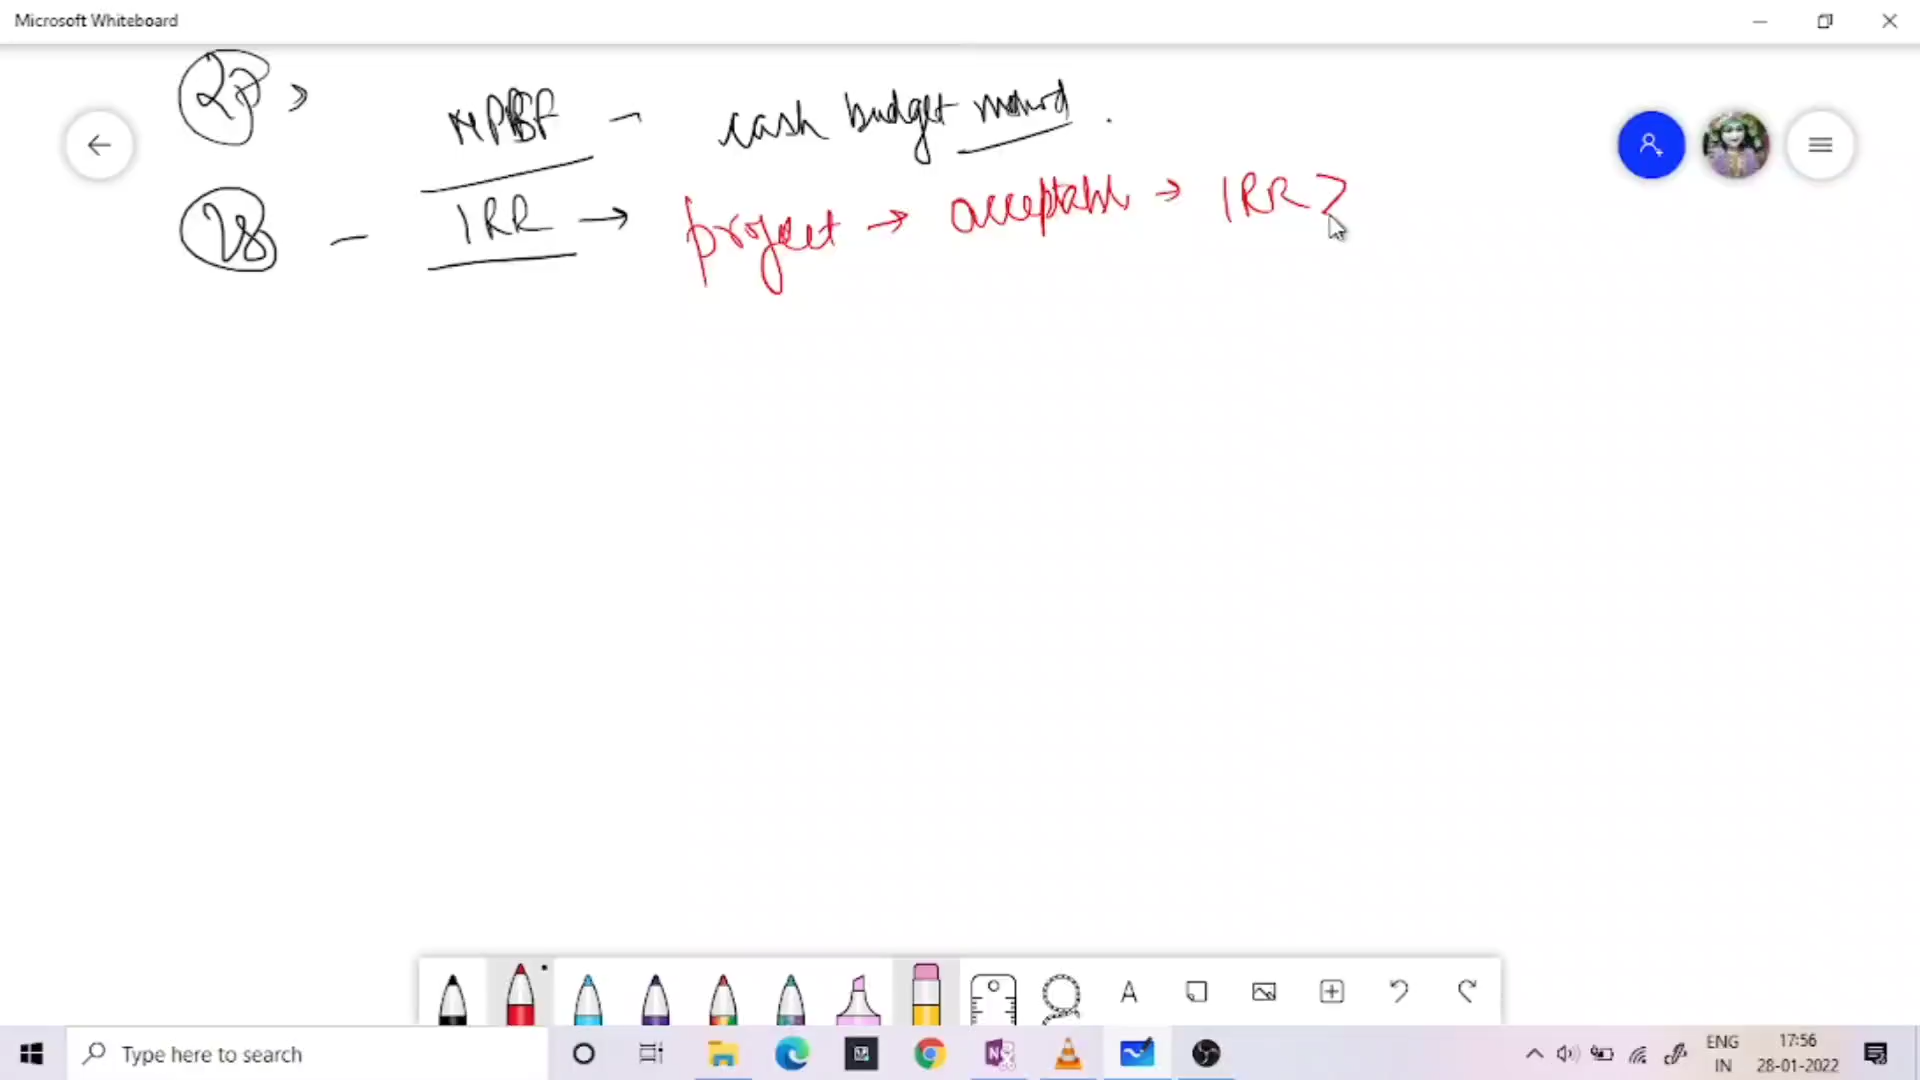 Microsoft Whiteboard
27 >
MPBF - cash budget method .
28 - IRR → project → acceptable → IRR >
A
Type here to search
ENG
IN
17:56
28-01-2022